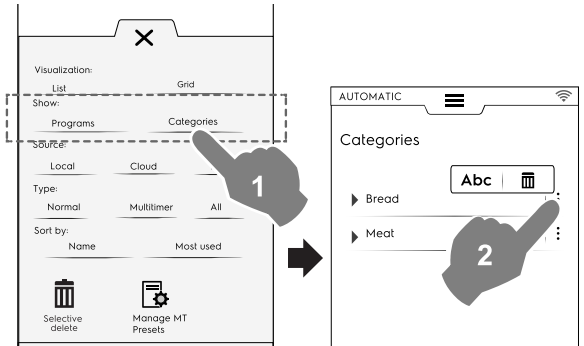 Visualization:
List Grid
Show:
Programs Categories
Source:
Local Cloud
Type:
Normal Multitimer All
Sort by:
Name Most used
Selective
delete
Manage MT
Presets
1
AUTOMATIC
Categories
Abc
Bread
Meat
2